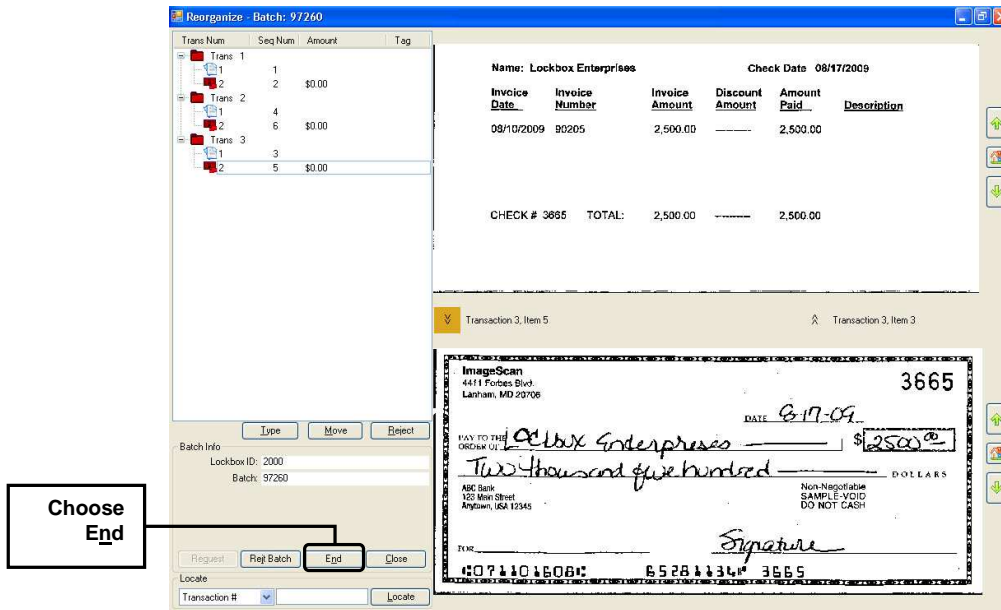 Reorganize - Batch: 97260
Trans Num Seq Num Amount Tag
Trans 1
1 1
2 2 $0.00
Trans 2
1 4
2 6 $0.00
Trans 3
1 3
2 5 $0.00
Type Move Reject
Batch Info
Lockbox ID: 2000
Batch: 97260
Choose
End
Request Rejt Batch End Close
Locate
Transaction # Locate
Name: Lockbox Enterprises Check Date 08/17/2009
Invoice Invoice Invoice Discount Amount
Date Number Amount Amount Paid Description
08/10/2009 90205 2,500.00 ---------- 2,500.00
CHECK # 3665 TOTAL: 2,500.00 ---------- 2,500.00
Transaction 3, Item 5 Transaction 3, Item 3
ImageScan
4411 Forbes Blvd.
Lanham, MD 20706
3665
DATE 8-17-09
PAY TO THE
ORDER OF Lockbox Enterprises $ 2500 00
Two thousand five hundred DOLLARS
ABC Bank
123 Main Street
Anytown, USA 12345
Non-Negotiable
SAMPLE-VOID
DO NOT CASH
FOR Signature
⑆071101608⑆ 65281134⑈ 3665